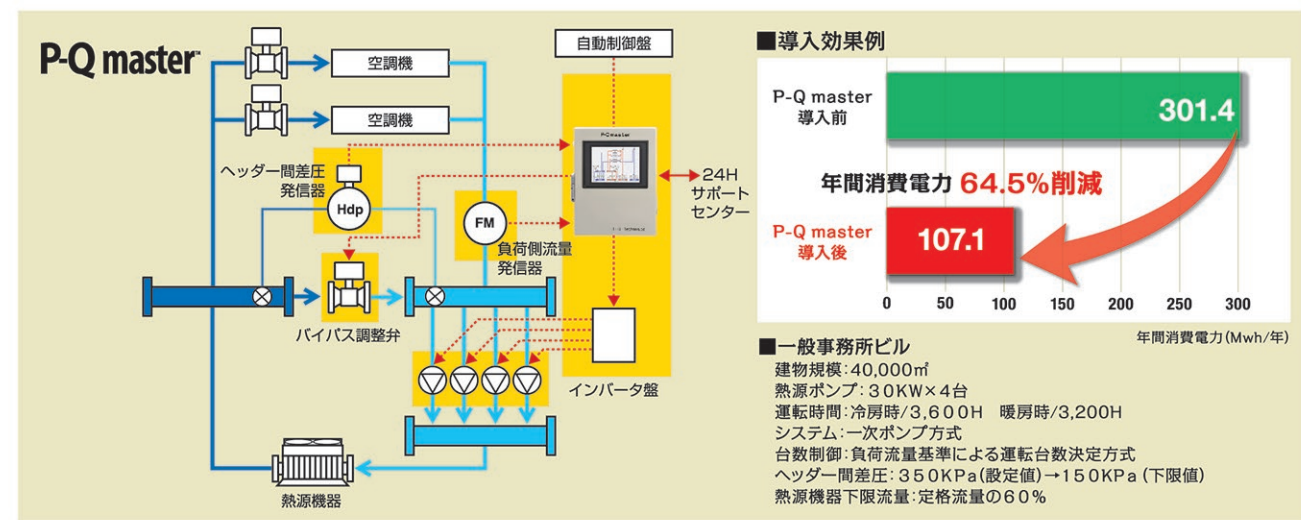 P-Q master™
空調機
空調機
ヘッダー間差圧
発信器
Hdp
FM
負荷側流量
発信器
バイパス調整弁
自動制御盤
P-Q master
24H
サポート
センター
インバータ盤
熱源機器
■導入効果例
P-Q master
導入前
301.4
年間消費電力 64.5%削減
P-Q master
導入後
107.1
0 50 100 150 200 250 300
年間消費電力(Mwh/年)
■一般事務所ビル
建物規模:40,000㎡
熱源ポンプ:30KW×4台
運転時間:冷房時/3,600H 暖房時/3,200H
システム:一次ポンプ方式
台数制御:負荷流量基準による運転台数決定方式
ヘッダー間差圧:350KPa(設定値)→150KPa(下限値)
熱源機器下限流量:定格流量の60%